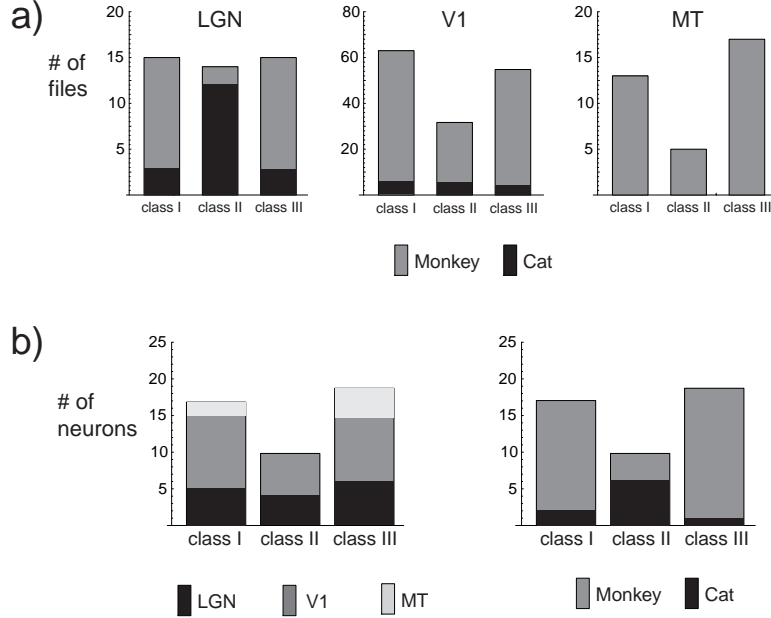 a)
LGN
V1
MT
# of
files
20
15
10
5
class I
class II
class III
80
60
40
20
class I
class II
class III
20
15
10
5
class I
class II
class III
Monkey
Cat
b)
# of
neurons
25
20
15
10
5
class I
class II
class III
LGN
V1
MT
25
20
15
10
5
class I
class II
class III
Monkey
Cat